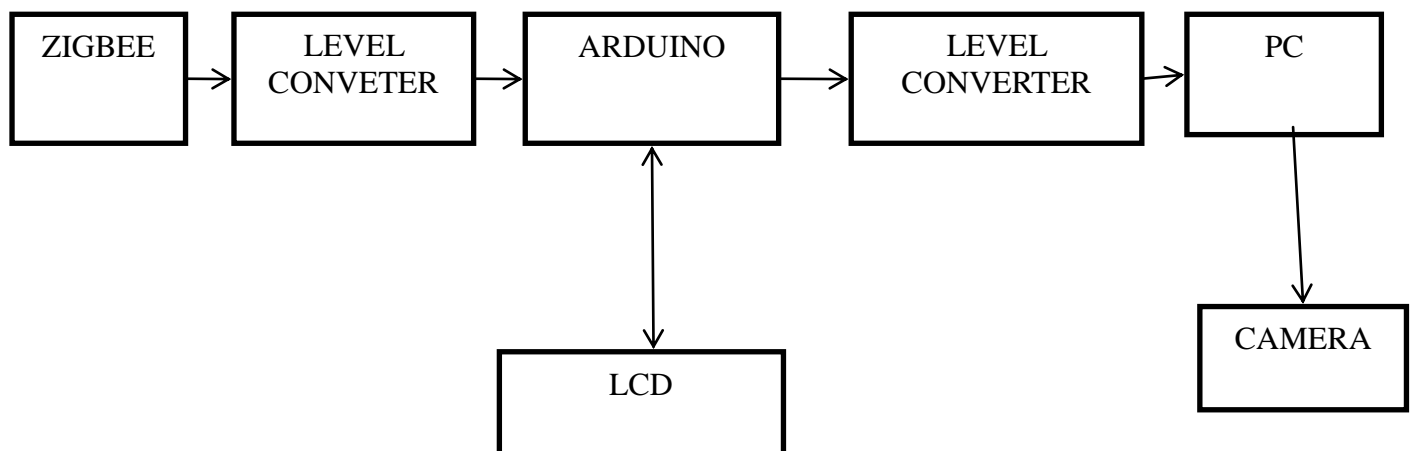 ZIGBEE
LEVEL
CONVETER
ARDUINO
LEVEL
CONVERTER
PC
CAMERA
LCD